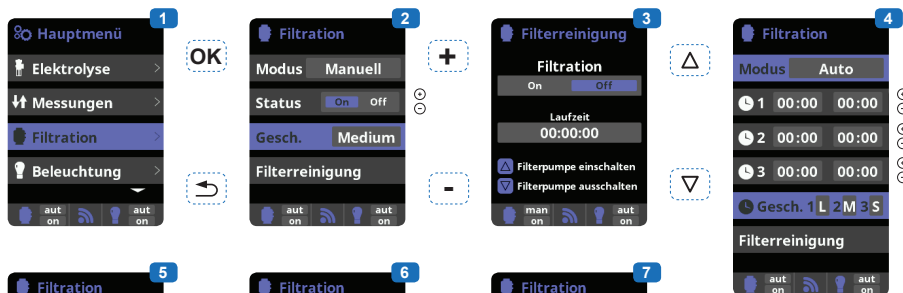 1
Hauptmenü
Elektrolyse
Messungen
Filtration
Beleuchtung
aut on aut on
OK
2
Filtration
Modus Manuell
Status On Off
Gesch. Medium
Filterreinigung
aut on aut on
+
-
3
Filterreinigung
Filtration
On Off
Laufzeit
00:00:00
Filterpumpe einschalten
Filterpumpe ausschalten
man on aut on
4
Filtration
Modus Auto
1 00:00 00:00
2 00:00 00:00
3 00:00 00:00
Gesch. 1 L 2 M 3 S
Filterreinigung
aut on aut on
5
Filtration
6
Filtration
7
Filtration